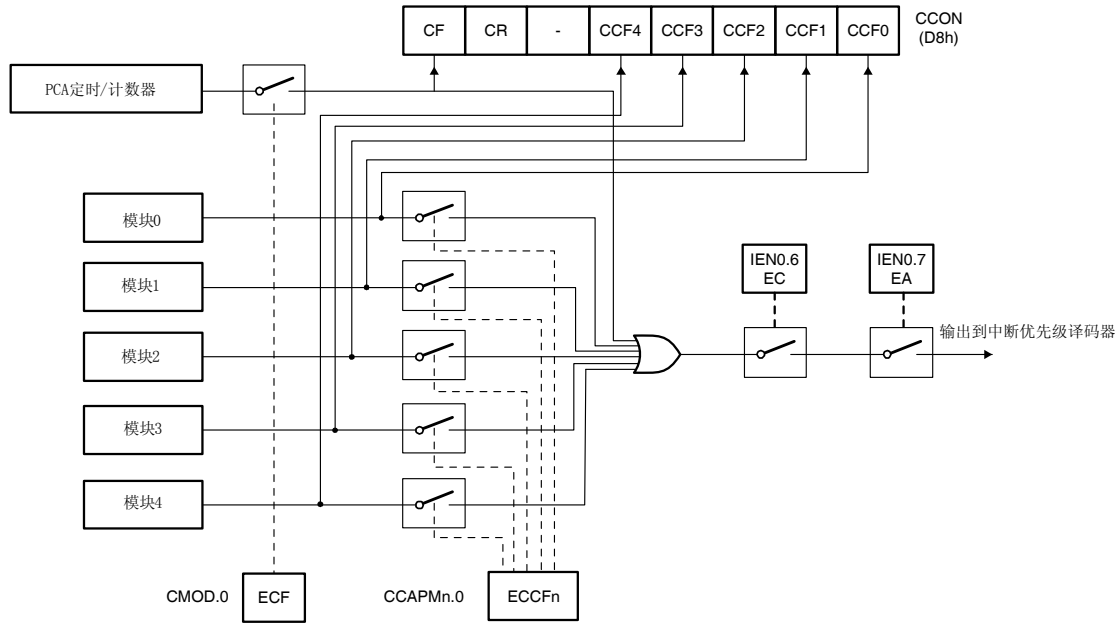 CF CR - CCF4 CCF3 CCF2 CCF1 CCF0
CCON
(D8h)
PCA定时/计数器
模块0
模块1
模块2
模块3
模块4
IEN0.6
EC
IEN0.7
EA
输出到中断优先级译码器
CMOD.0
ECF
CCAPMn.0
ECCFn